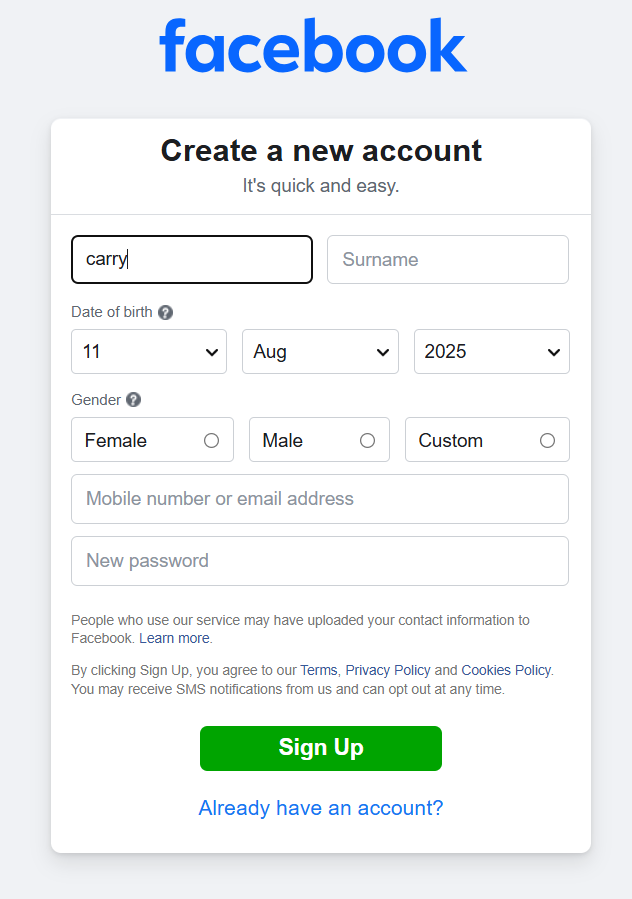 facebook
Create a new account
It's quick and easy.
carry Surname
Date of birth ?
11 Aug 2025
Gender ?
Female Male Custom
Mobile number or email address
New password
People who use our service may have uploaded your contact information to
Facebook. Learn more.
By clicking Sign Up, you agree to our Terms, Privacy Policy and Cookies Policy.
You may receive SMS notifications from us and can opt out at any time.
Sign Up
Already have an account?